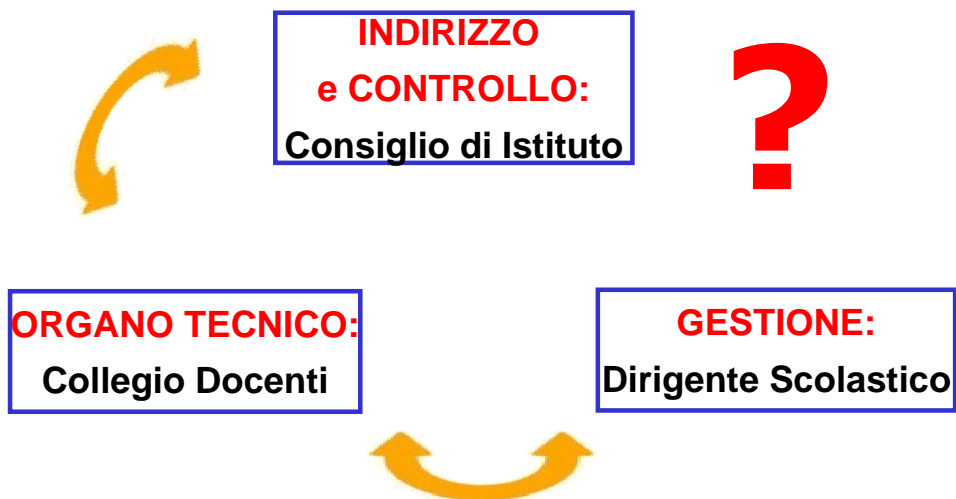 INDIRIZZO
e CONTROLLO:
Consiglio di Istituto
?
ORGANO TECNICO:
Collegio Docenti
GESTIONE:
Dirigente Scolastico